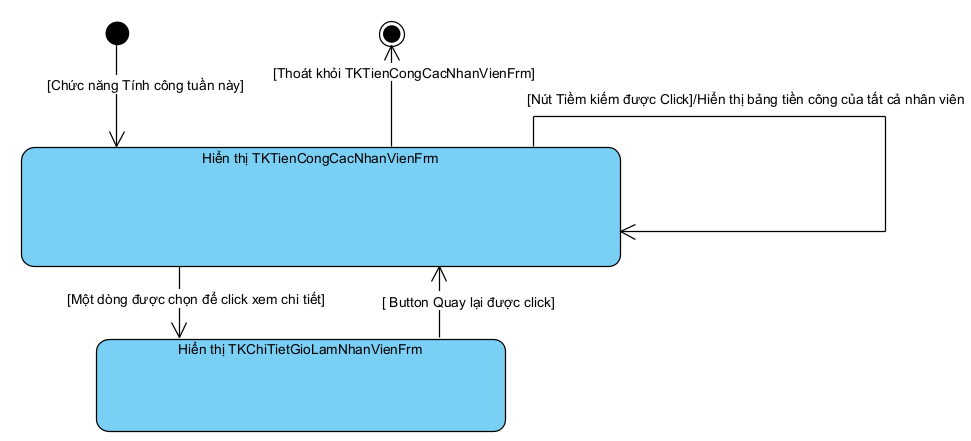 [Chức năng Tính công tuần này]
[Thoát khỏi TKTienCongCacNhanVienFrm]
[Nút Tiềm kiếm được Click]/Hiển thị bảng tiền công của tất cả nhân viên
Hiển thị TKTienCongCacNhanVienFrm
[Một dòng được chọn để click xem chi tiết]
[ Button Quay lại được click]
Hiển thị TKChiTietGioLamNhanVienFrm